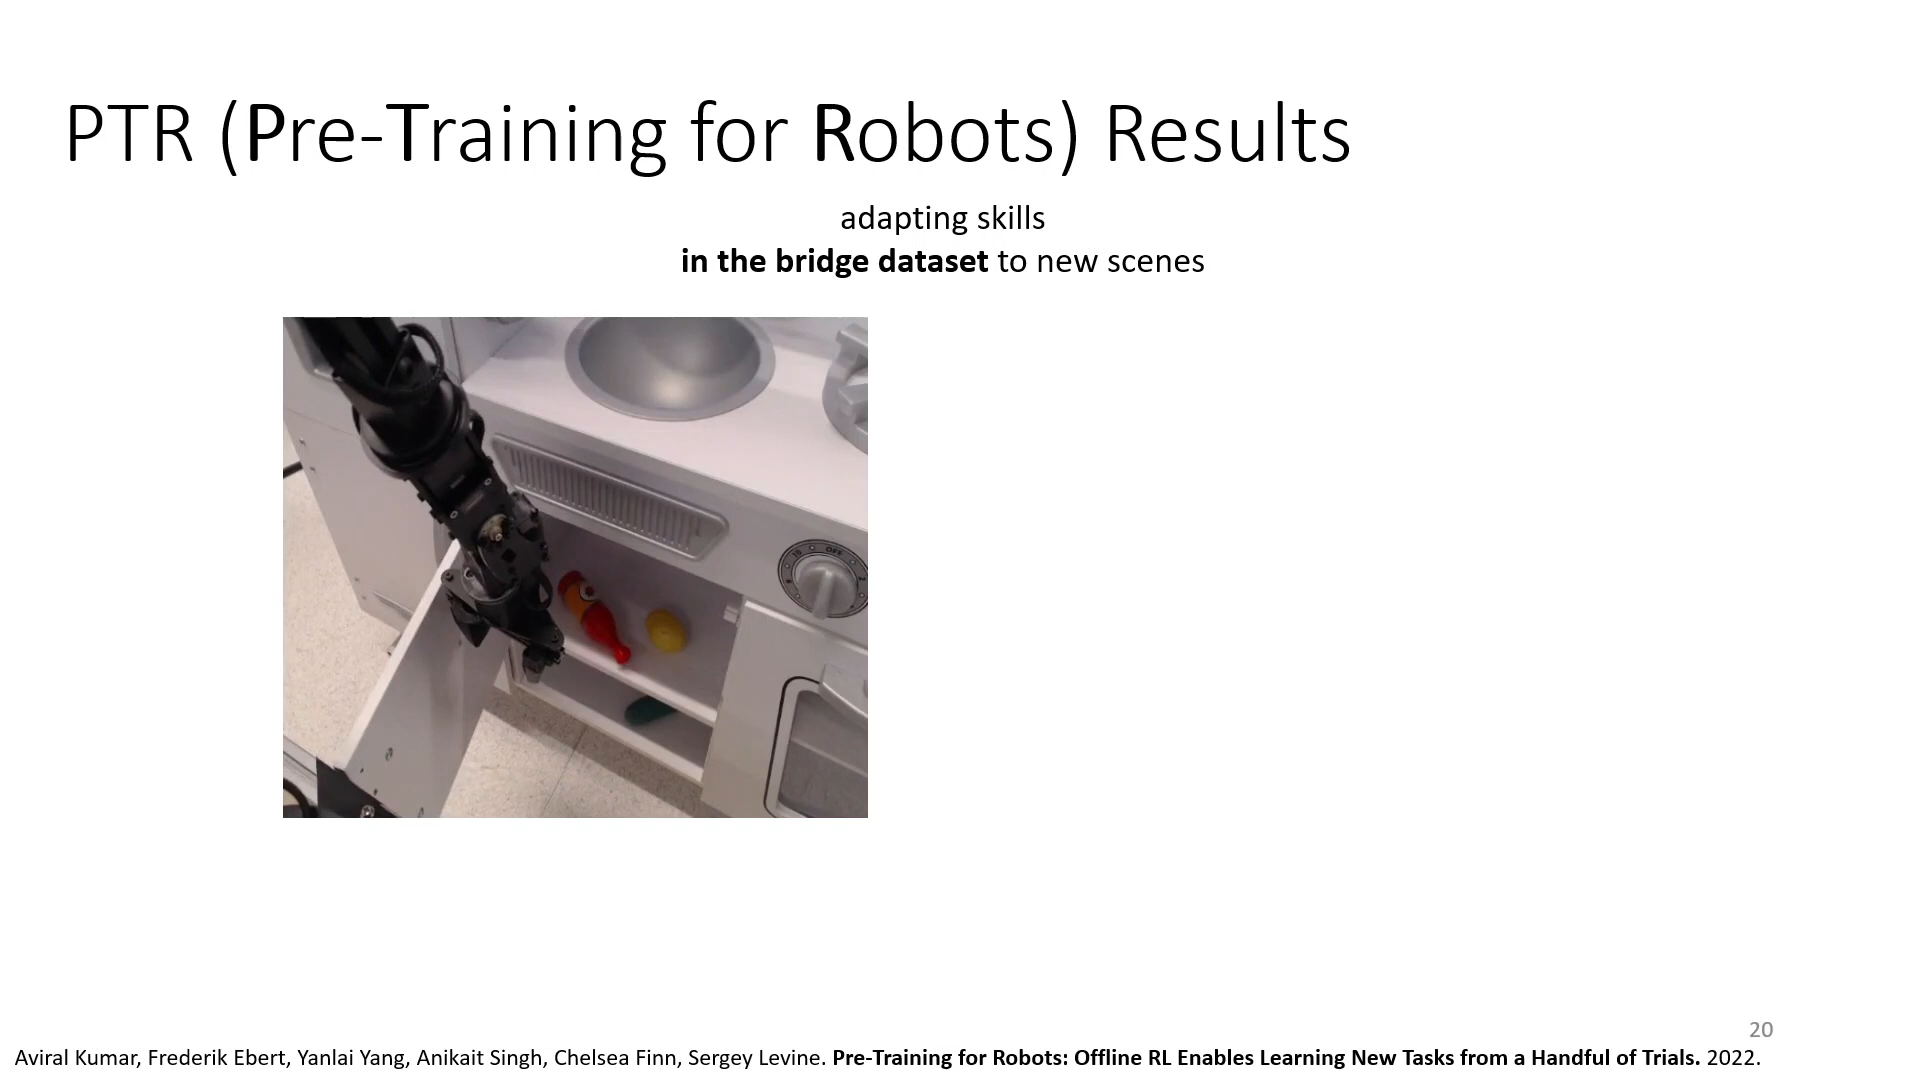 PTR (Pre-Training for Robots) Results
adapting skills
in the bridge dataset to new scenes
OFF
20
Aviral Kumar, Frederik Ebert, Yanlai Yang, Anikait Singh, Chelsea Finn, Sergey Levine. Pre-Training for Robots: Offline RL Enables Learning New Tasks from a Handful of Trials. 2022.